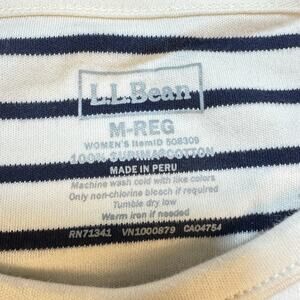 L.L.Bean
M-REG
WOMEN'S ItemID 508309
100% SUPIMA® COTTON
MADE IN PERU
Machine wash cold with like colors
Only non-chlorine bleach if required
Tumble dry low
Warm iron if needed
RN71341 VN1000879 CA04754